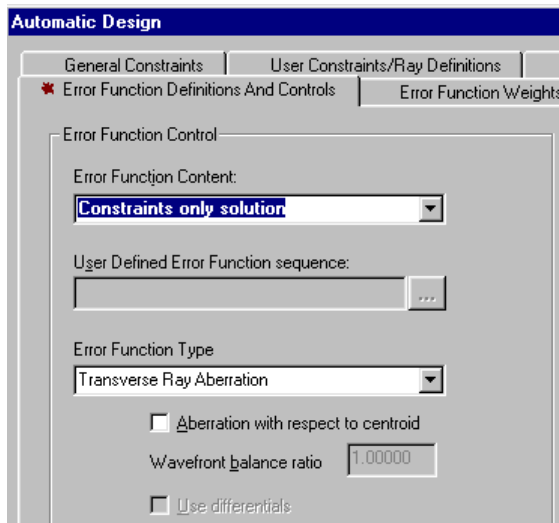 Automatic Design
General Constraints User Constraints/Ray Definitions
Error Function Definitions And Controls Error Function Weights
Error Function Control
Error Function Content:
Constraints only solution
User Defined Error Function sequence:
...
Error Function Type
Transverse Ray Aberration
Aberration with respect to centroid
Wavefront balance ratio 1.00000
Use differentials